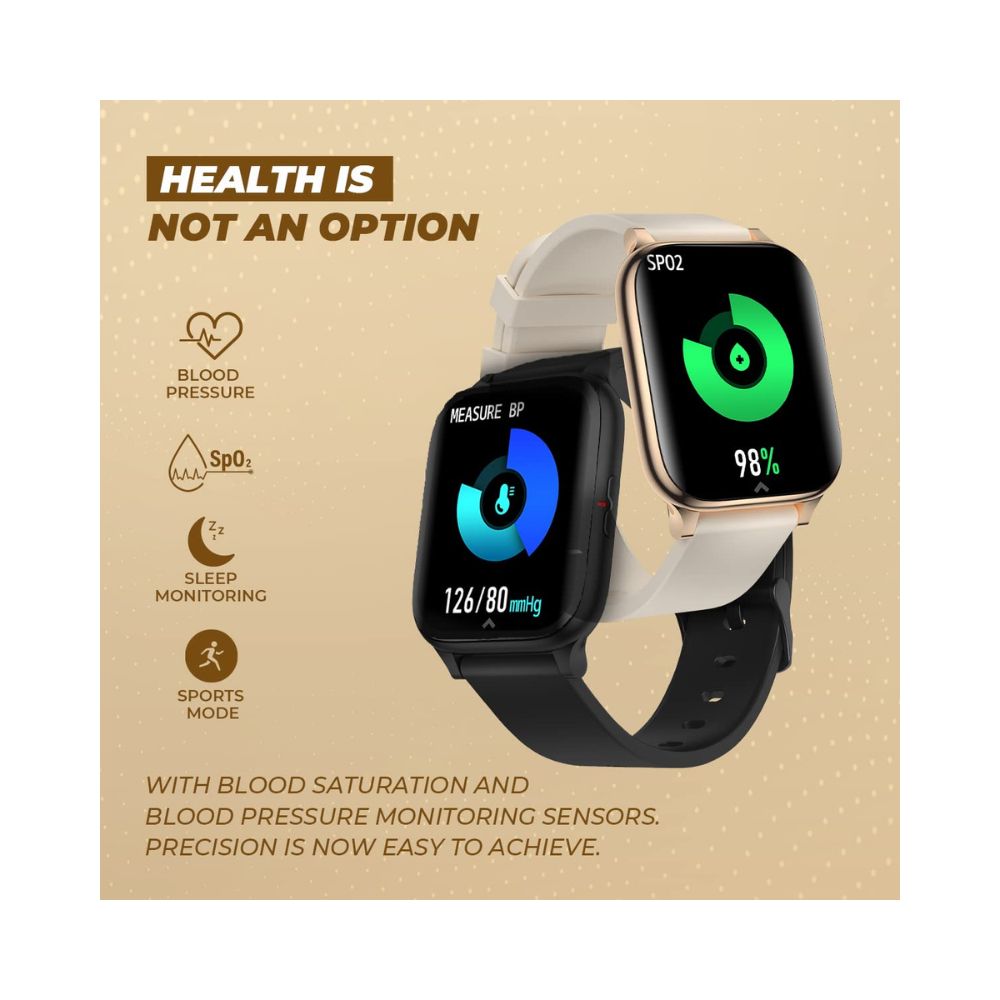 HEALTH IS
NOT AN OPTION
BLOOD
PRESSURE
SpO2
Z Z
z
SLEEP
MONITORING
SPORTS
MODE
SPO2
98%
MEASURE BP
126/80 mmHg
WITH BLOOD SATURATION AND
BLOOD PRESSURE MONITORING SENSORS.
PRECISION IS NOW EASY TO ACHIEVE.